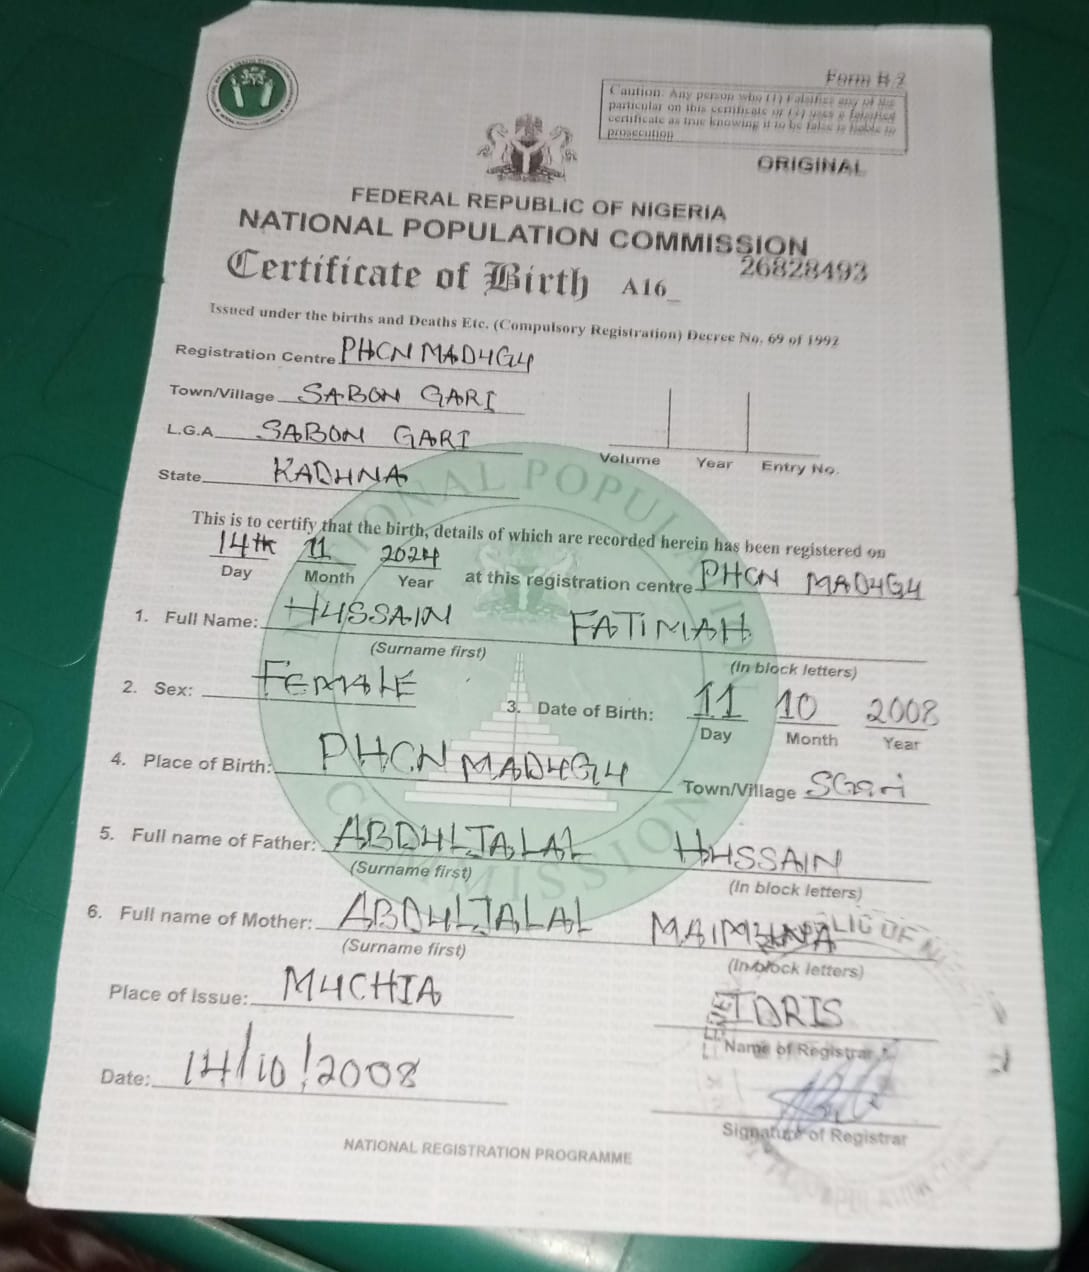 Form B.2
Caution: Any person who (1) Falsifies any of the
particular on this certificate or (2) uses a falsified
certificate as true knowing it to be false is liable to
prosecution
ORIGINAL
FEDERAL REPUBLIC OF NIGERIA
NATIONAL POPULATION COMMISSION
Certificate of Birth A16_ 26828493
Issued under the births and Deaths Etc. (Compulsory Registration) Decree No. 69 of 1992
Registration Centre PHCN MADUGU
Town/Village SABON GARI
L.G.A SABON GARI
State KADUNA
Volume Year Entry No.
This is to certify that the birth, details of which are recorded herein has been registered on
14th 11 2024 at this registration centre PHCN MADUGU
Day Month Year
1. Full Name: HUSSAIN FATIMAH
(Surname first) (In block letters)
2. Sex: FEMALE 3. Date of Birth: 11 10 2008
Day Month Year
4. Place of Birth: PHCN MADUGU Town/Village SGari
5. Full name of Father: ABDULJALAL HUSSAIN
(Surname first) (In block letters)
6. Full name of Mother: ABDULJALAL MAIMUNA
(Surname first) (In block letters)
Place of Issue: MUCHIA IDRIS
Name of Registrar
Date: 14/10/2008
Signature of Registrar
NATIONAL REGISTRATION PROGRAMME
NATIONAL POPULATION COMMISSION